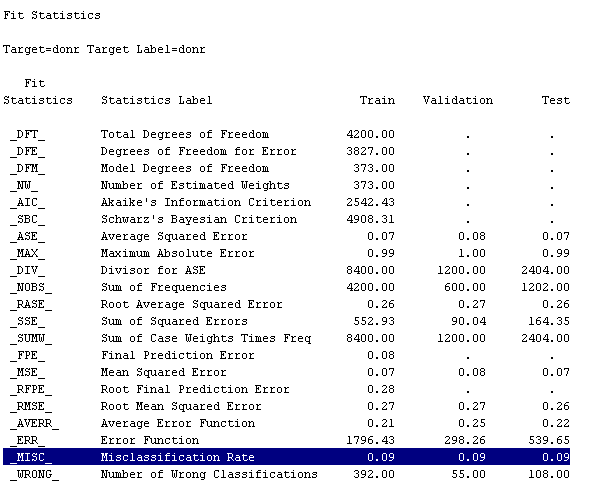 Fit Statistics
Target=donr Target Label=donr
Fit
Statistics Statistics Label Train Validation Test
_DFT_ Total Degrees of Freedom 4200.00 . .
_DFE_ Degrees of Freedom for Error 3827.00 . .
_DFM_ Model Degrees of Freedom 373.00 . .
_NW_ Number of Estimated Weights 373.00 . .
_AIC_ Akaike's Information Criterion 2542.43 . .
_SBC_ Schwarz's Bayesian Criterion 4908.31 . .
_ASE_ Average Squared Error 0.07 0.08 0.07
_MAX_ Maximum Absolute Error 0.99 1.00 0.99
_DIV_ Divisor for ASE 8400.00 1200.00 2404.00
_NOBS_ Sum of Frequencies 4200.00 600.00 1202.00
_RASE_ Root Average Squared Error 0.26 0.27 0.26
_SSE_ Sum of Squared Errors 552.93 90.04 164.35
_SUMW_ Sum of Case Weights Times Freq 8400.00 1200.00 2404.00
_FPE_ Final Prediction Error 0.08 . .
_MSE_ Mean Squared Error 0.07 0.08 0.07
_RFPE_ Root Final Prediction Error 0.28 . .
_RMSE_ Root Mean Squared Error 0.27 0.27 0.26
_AVERR_ Average Error Function 0.21 0.25 0.22
_ERR_ Error Function 1796.43 298.26 539.65
_MISC_ Misclassification Rate 0.09 0.09 0.09
_WRONG_ Number of Wrong Classifications 392.00 55.00 108.00